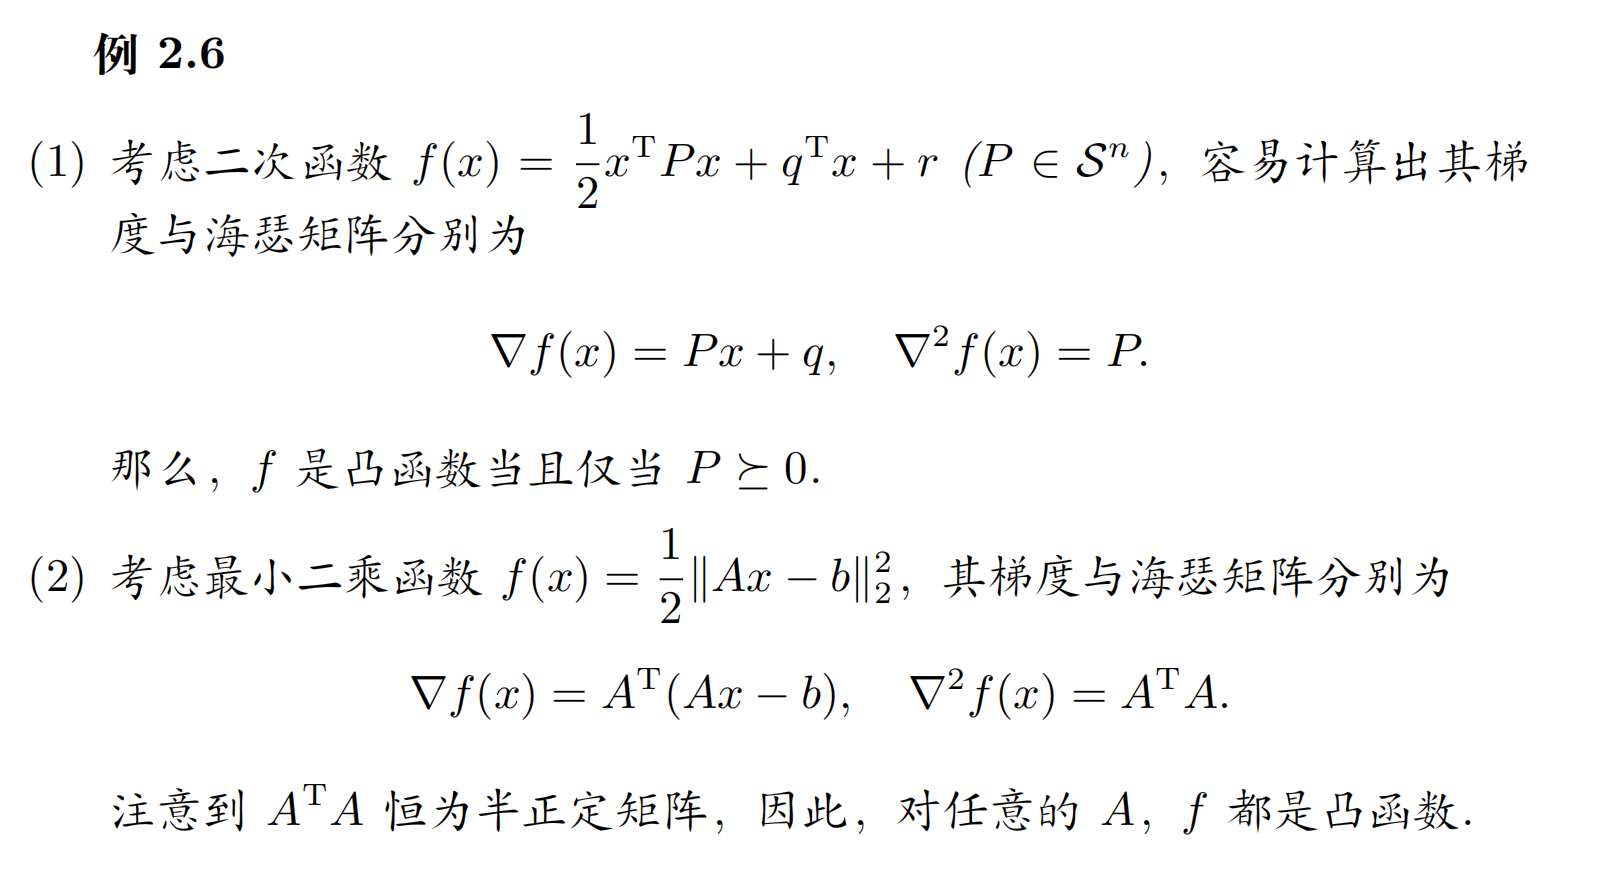 例 2.6
(1) 考虑二次函数 $f(x) = \frac{1}{2}x^{\mathrm{T}}Px + q^{\mathrm{T}}x + r$ ($P \in \mathcal{S}^n$), 容易计算出其梯
度与海瑟矩阵分别为
$\nabla f(x) = Px + q, \quad \nabla^2 f(x) = P.$
那么, $f$ 是凸函数当且仅当 $P \succeq 0$.
(2) 考虑最小二乘函数 $f(x) = \frac{1}{2}\|Ax - b\|_2^2$, 其梯度与海瑟矩阵分别为
$\nabla f(x) = A^{\mathrm{T}}(Ax - b), \quad \nabla^2 f(x) = A^{\mathrm{T}}A.$
注意到 $A^{\mathrm{T}}A$ 恒为半正定矩阵, 因此, 对任意的 $A$, $f$ 都是凸函数.